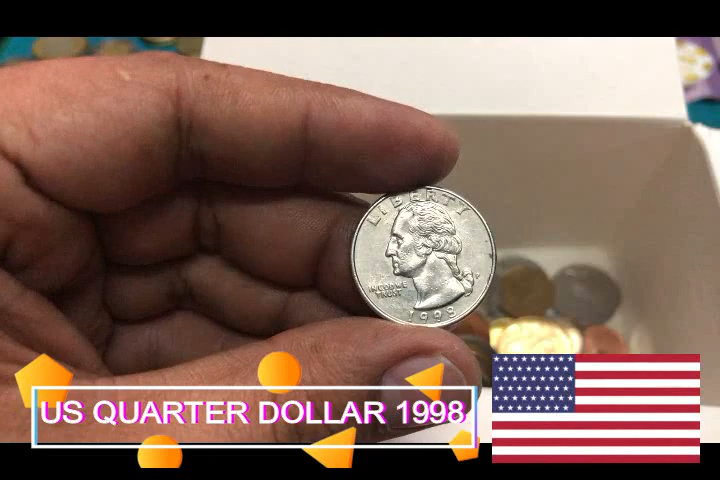 LIBERTY
IN GOD WE
TRUST
P
1998
US QUARTER DOLLAR 1998